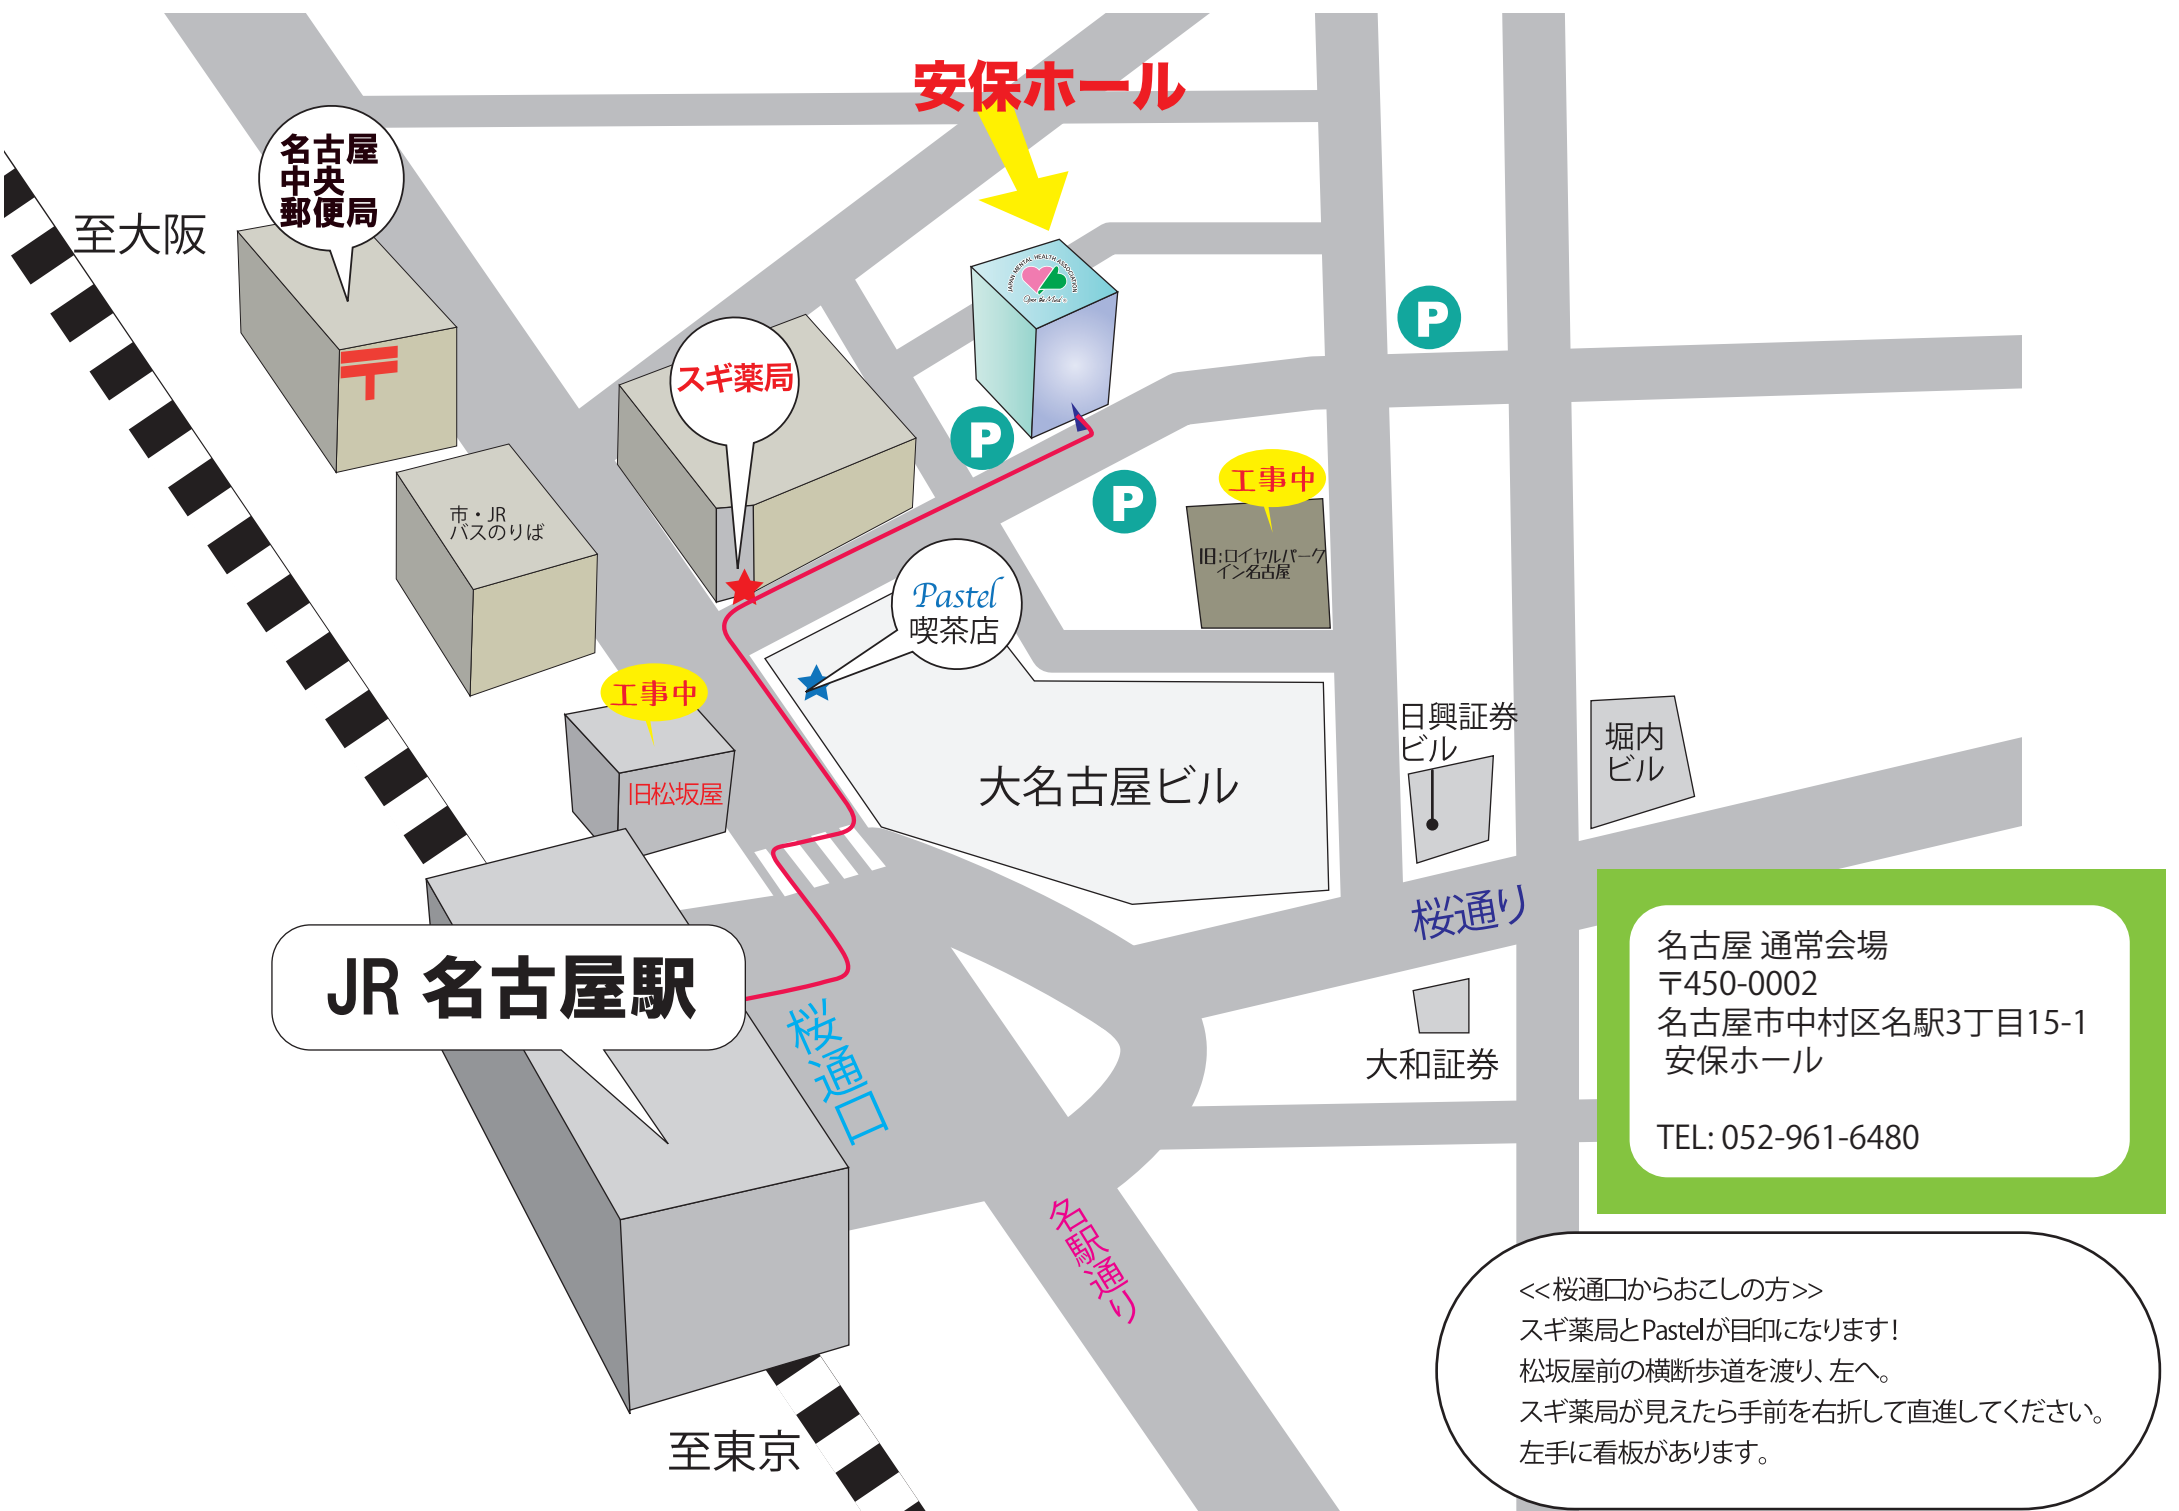 安保ホール
名古屋
中央
郵便局
至大阪
JAPAN MENTAL HEALTH ASSOCIATION
Open the Mind
P
スギ薬局
P
P
工事中
旧:ロイヤルパーク
イン名古屋
市・JR
バスのりば
Pastel
喫茶店
工事中
旧松坂屋
大名古屋ビル
日興証券
ビル
堀内
ビル
桜通り
JR 名古屋駅
桜通口
大和証券
名駅通り
至東京
名古屋 通常会場
〒450-0002
名古屋市中村区名駅3丁目15-1
安保ホール
TEL: 052-961-6480
<<桜通口からおこしの方>>
スギ薬局とPastelが目印になります!
松坂屋前の横断歩道を渡り、左へ。
スギ薬局が見えたら手前を右折して直進してください。
左手に看板があります。